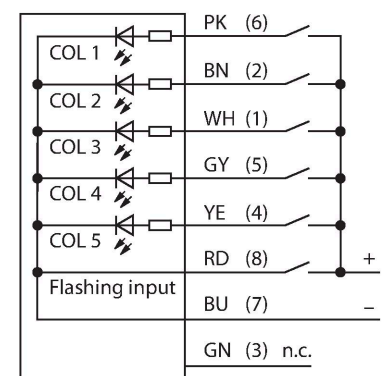 PK (6)
COL 1
BN (2)
COL 2
WH (1)
COL 3
GY (5)
COL 4
YE (4)
COL 5
RD (8) +
Flashing input
BU (7) –
GN (3) n.c.